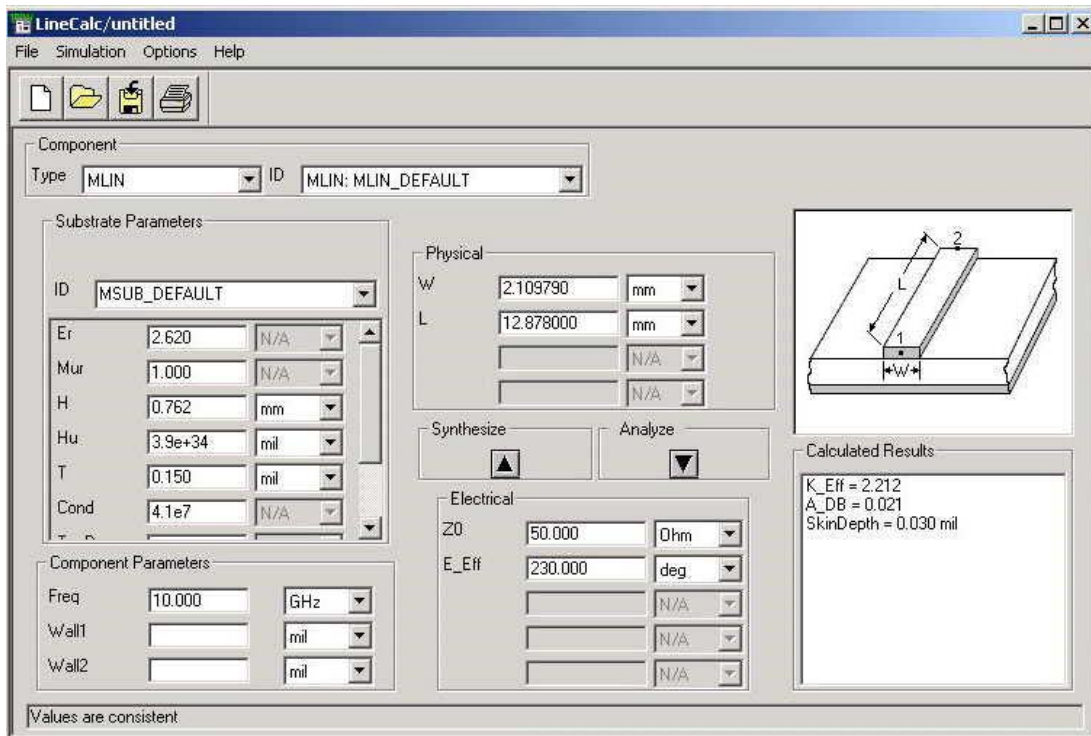 LineCalc/untitled
File Simulation Options Help
Component
Type MLIN ID MLIN: MLIN_DEFAULT
Substrate Parameters
ID MSUB_DEFAULT
Er 2.620 N/A
Mur 1.000 N/A
H 0.762 mm
Hu 3.9e+34 mil
T 0.150 mil
Cond 4.1e7 N/A
Component Parameters
Freq 10.000 GHz
Wall1 mil
Wall2 mil
Physical
W 2.109790 mm
L 12.878000 mm
N/A
N/A
Synthesize Analyze
Electrical
Z0 50.000 Ohm
E_Eff 230.000 deg
N/A
N/A
N/A
2
L
1
W
Calculated Results
K_Eff = 2.212
A_DB = 0.021
SkinDepth = 0.030 mil
Values are consistent